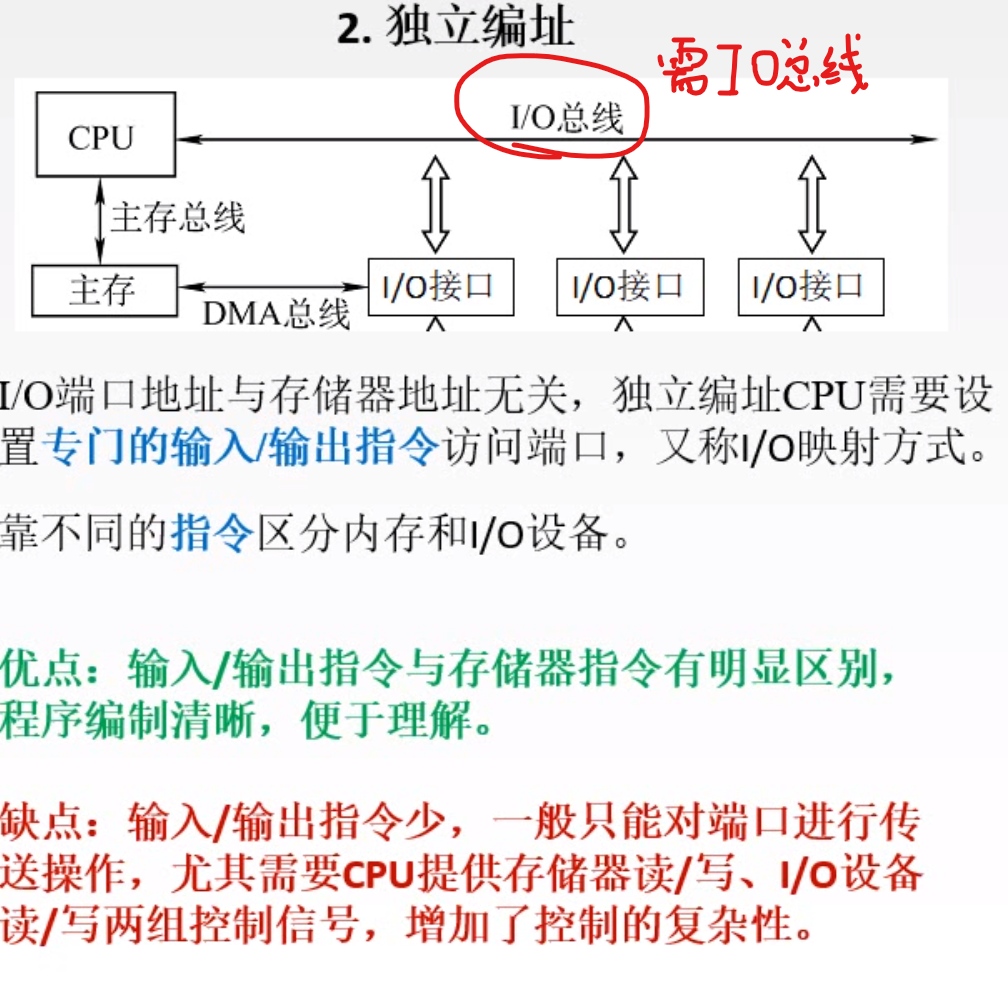 2. 独立编址
需IO总线
I/O总线
CPU
主存总线
主存
DMA总线
I/O接口
I/O接口
I/O接口
I/O端口地址与存储器地址无关，独立编址CPU需要设
置专门的输入/输出指令访问端口，又称I/O映射方式。
靠不同的指令区分内存和I/O设备。
优点：输入/输出指令与存储器指令有明显区别，
程序编制清晰，便于理解。
缺点：输入/输出指令少，一般只能对端口进行传
送操作，尤其需要CPU提供存储器读/写、I/O设备
读/写两组控制信号，增加了控制的复杂性。